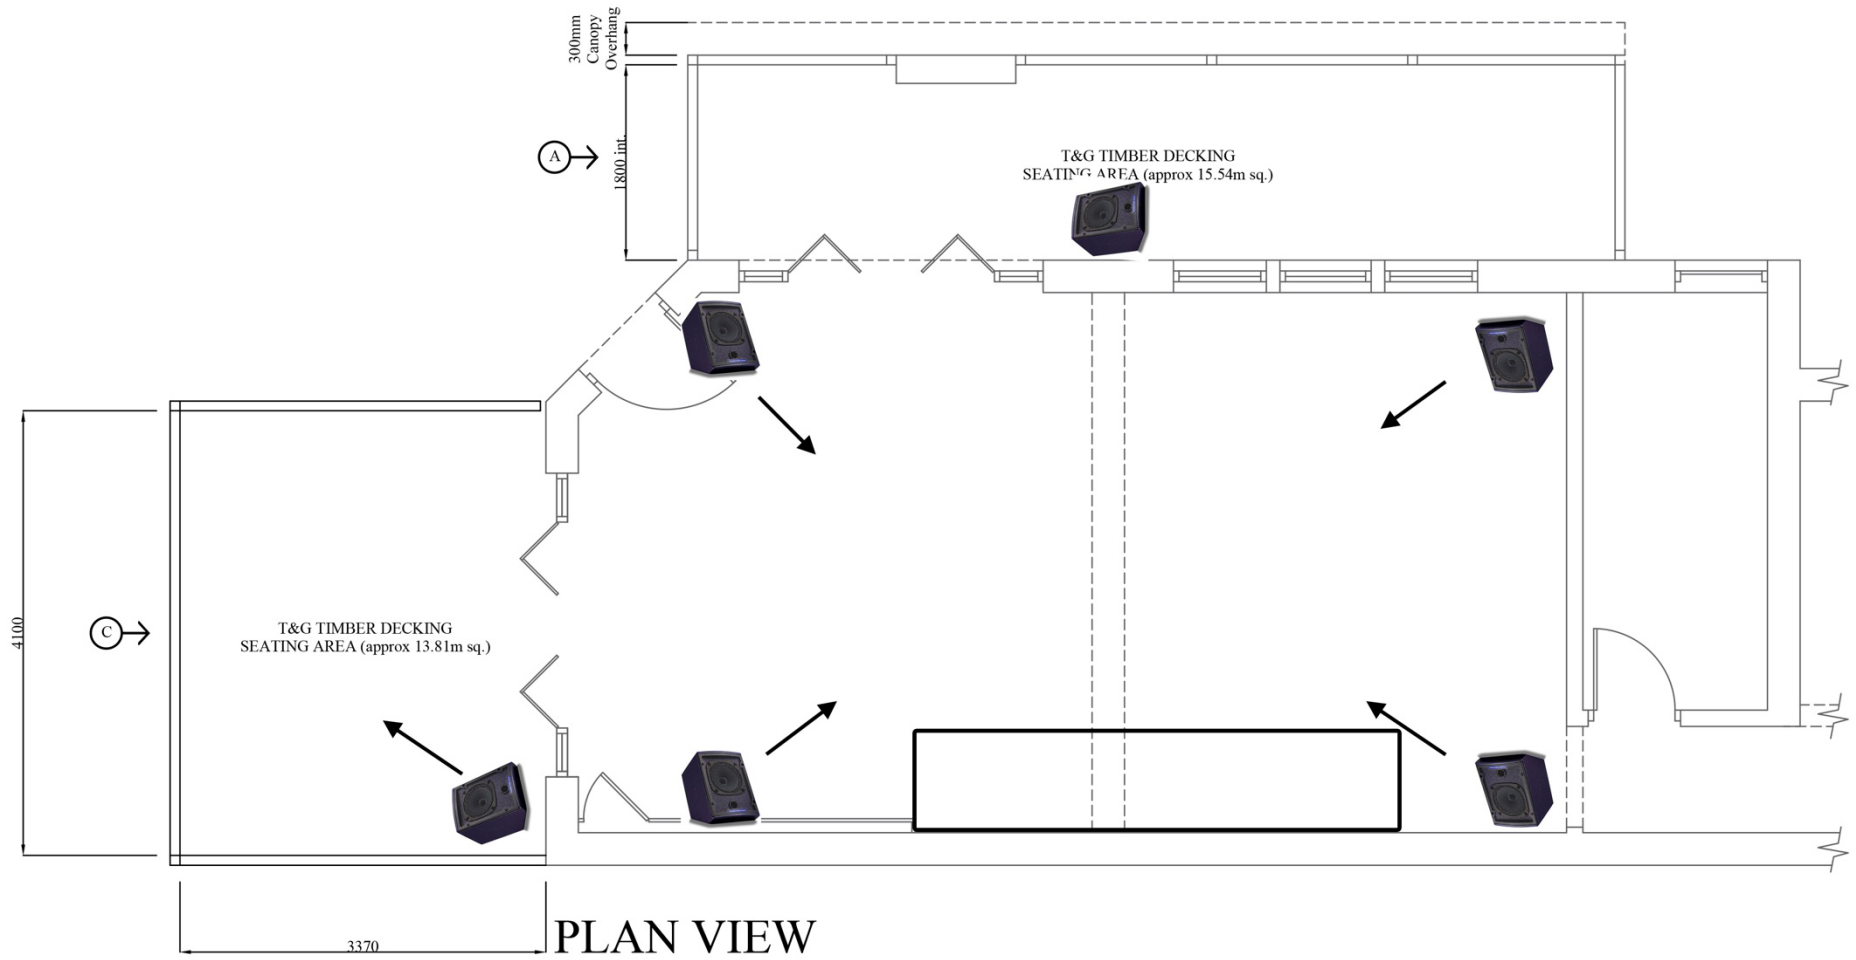 300mm
Canopy
Overhang
A
1800 int.
T&G TIMBER DECKING
SEATING AREA (approx 15.54m sq.)
4100
C
T&G TIMBER DECKING
SEATING AREA (approx 13.81m sq.)
3370
PLAN VIEW